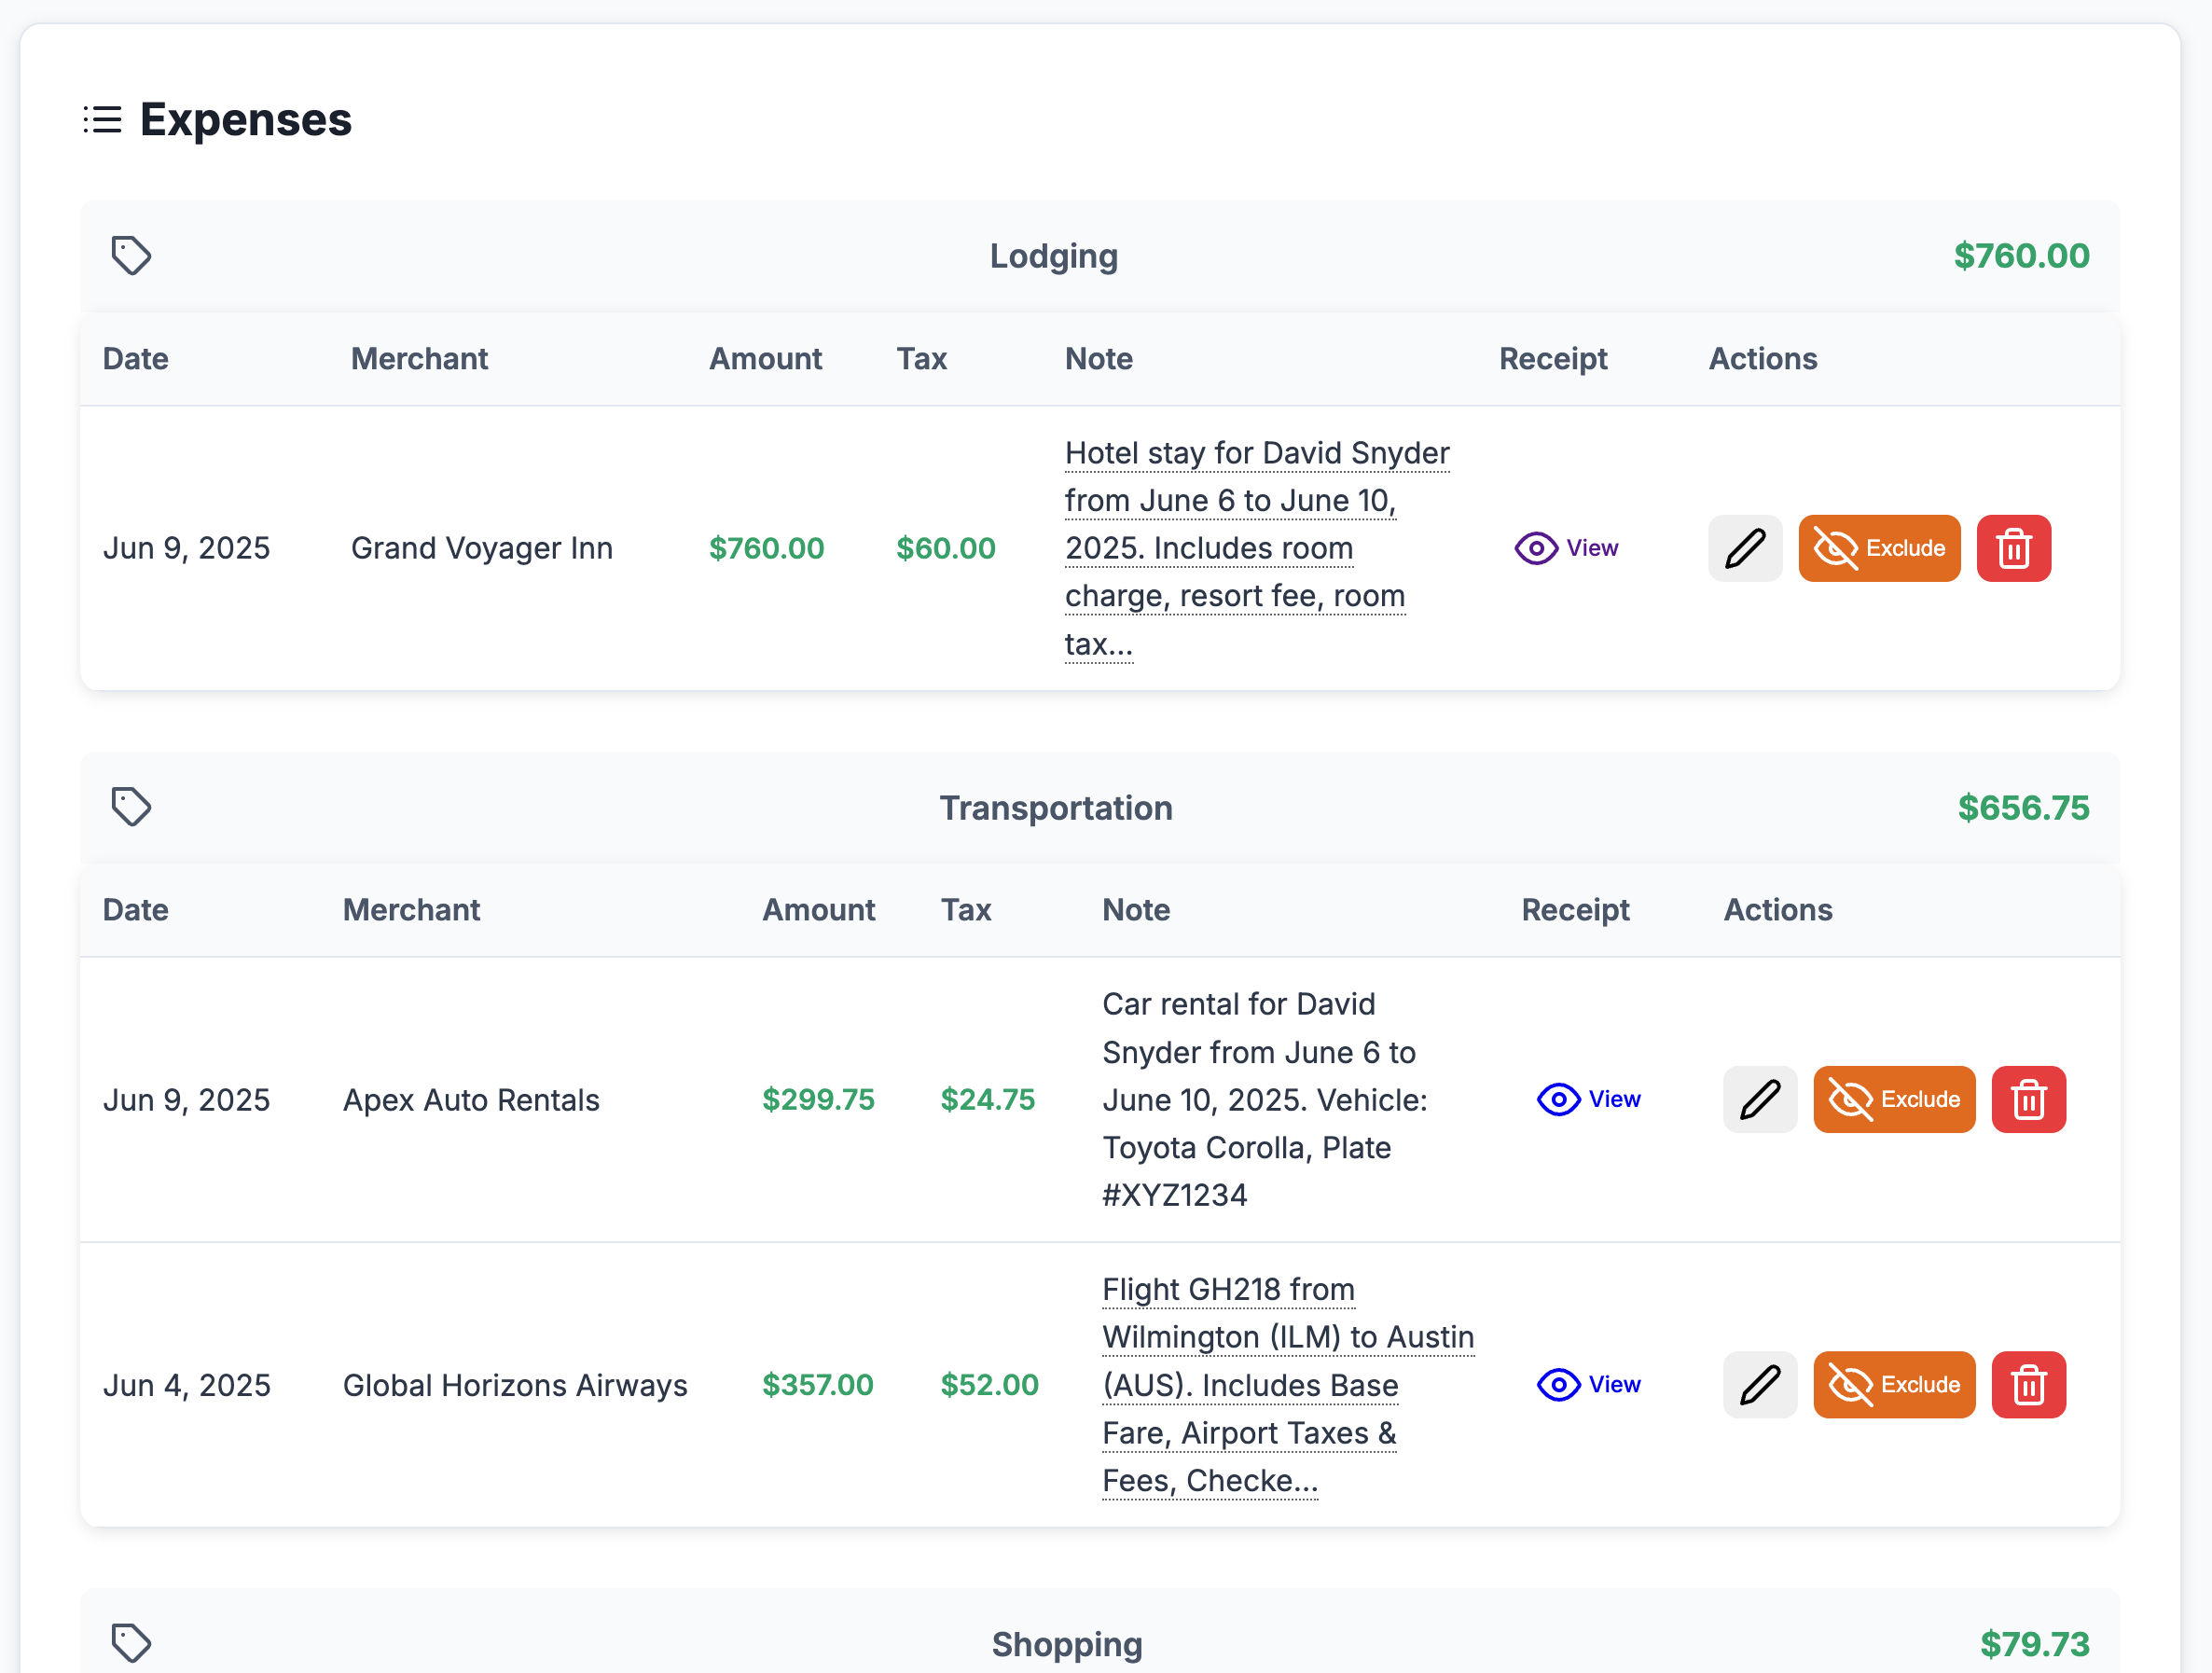 Expenses
Lodging $760.00
Date Merchant Amount Tax Note Receipt Actions
Jun 9, 2025 Grand Voyager Inn $760.00 $60.00
Hotel stay for David Snyder
from June 6 to June 10,
2025. Includes room
charge, resort fee, room
tax...
View Exclude
Transportation $656.75
Date Merchant Amount Tax Note Receipt Actions
Jun 9, 2025 Apex Auto Rentals $299.75 $24.75
Car rental for David
Snyder from June 6 to
June 10, 2025. Vehicle:
Toyota Corolla, Plate
#XYZ1234
View Exclude
Jun 4, 2025 Global Horizons Airways $357.00 $52.00
Flight GH218 from
Wilmington (ILM) to Austin
(AUS). Includes Base
Fare, Airport Taxes &
Fees, Checke...
View Exclude
Shopping $79.73